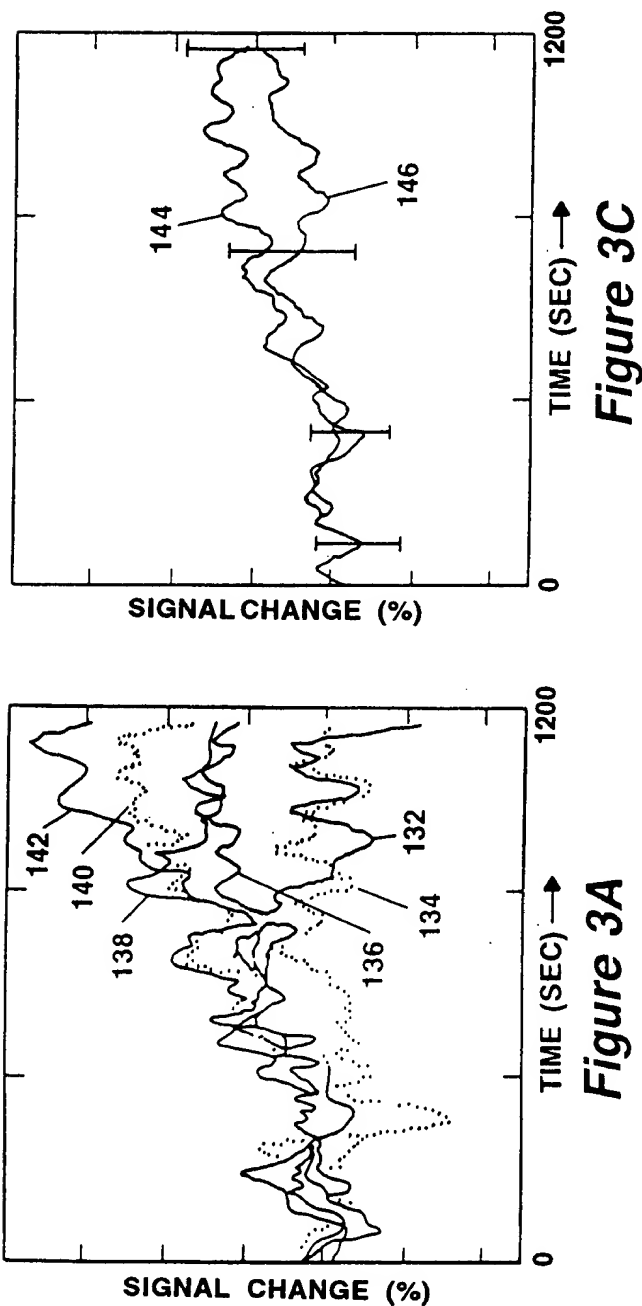 SIGNAL CHANGE (%)
142
140
138
132
134
136
0
1200
TIME (SEC)
Figure 3A
SIGNAL CHANGE (%)
144
146
0
1200
TIME (SEC)
Figure 3C